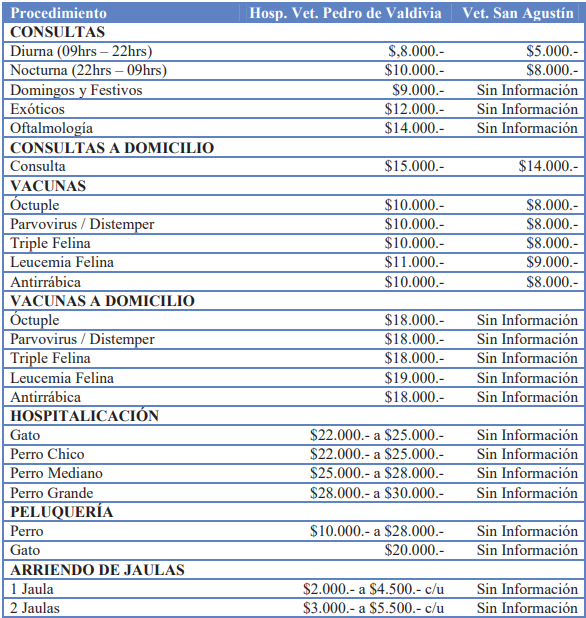 Procedimiento Hosp. Vet. Pedro de Valdivia Vet. San Agustín
CONSULTAS
Diurna (09hrs – 22hrs) $,8.000.- $5.000.-
Nocturna (22hrs – 09hrs) $10.000.- $8.000.-
Domingos y Festivos $9.000.- Sin Información
Exóticos $12.000.- Sin Información
Oftalmología $14.000.- Sin Información
CONSULTAS A DOMICILIO
Consulta $15.000.- $14.000.-
VACUNAS
Óctuple $10.000.- $8.000.-
Parvovirus / Distemper $10.000.- $8.000.-
Triple Felina $10.000.- $8.000.-
Leucemia Felina $11.000.- $9.000.-
Antirrábica $10.000.- $8.000.-
VACUNAS A DOMICILIO
Óctuple $18.000.- Sin Información
Parvovirus / Distemper $18.000.- Sin Información
Triple Felina $18.000.- Sin Información
Leucemia Felina $19.000.- Sin Información
Antirrábica $18.000.- Sin Información
HOSPITALICACIÓN
Gato $22.000.- a $25.000.- Sin Información
Perro Chico $22.000.- a $25.000.- Sin Información
Perro Mediano $25.000.- a $28.000.- Sin Información
Perro Grande $28.000.- a $30.000.- Sin Información
PELUQUERÍA
Perro $10.000.- a $28.000.- Sin Información
Gato $20.000.- Sin Información
ARRIENDO DE JAULAS
1 Jaula $2.000.- a $4.500.- c/u Sin Información
2 Jaulas $3.000.- a $5.500.- c/u Sin Información